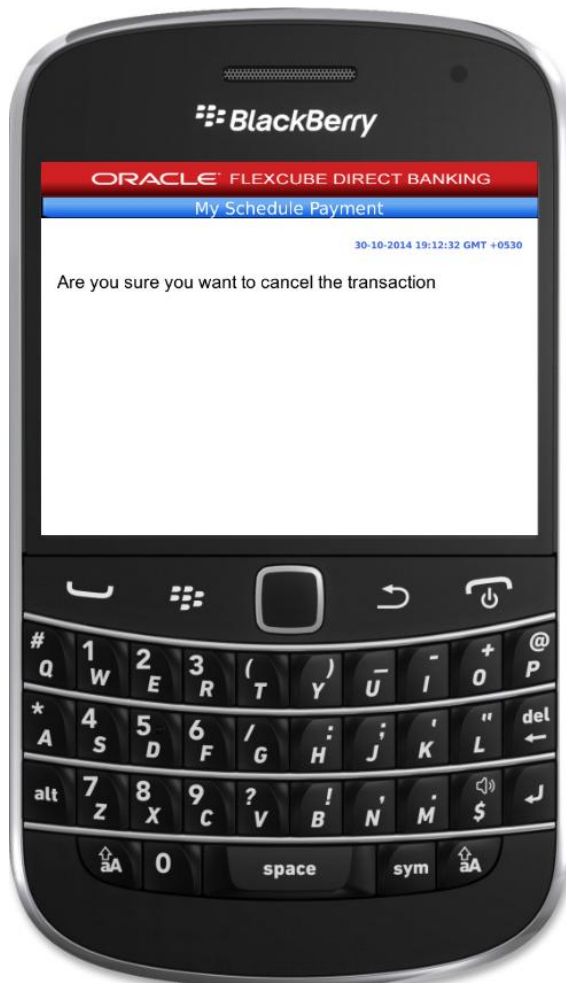 BlackBerry
ORACLE FLEXCUBE DIRECT BANKING
My Schedule Payment
30-10-2014 19:12:32 GMT +0530
Are you sure you want to cancel the transaction
# 1 2 3 ( ) _ - + @
Q W E R T Y U I O P
* 4 5 6 / : ; ' " del
A S D F G H J K L
alt 7 8 9 ? ! , . $
Z X C V B N M
aA 0 space sym aA